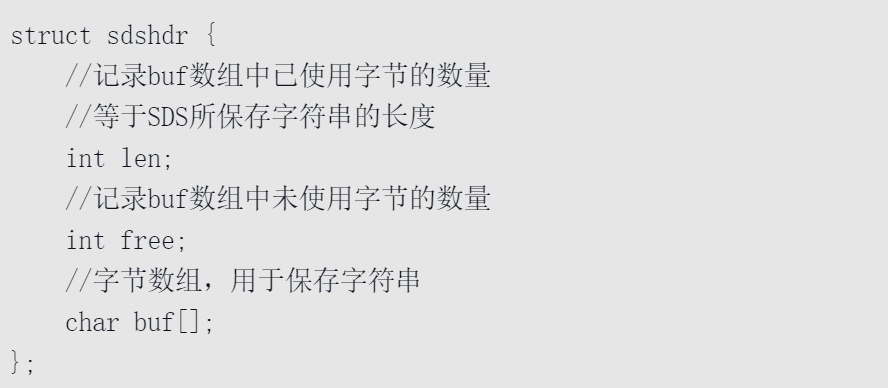 struct sdshdr {
    //记录buf数组中已使用字节的数量
    //等于SDS所保存字符串的长度
    int len;
    //记录buf数组中未使用字节的数量
    int free;
    //字节数组，用于保存字符串
    char buf[];
};